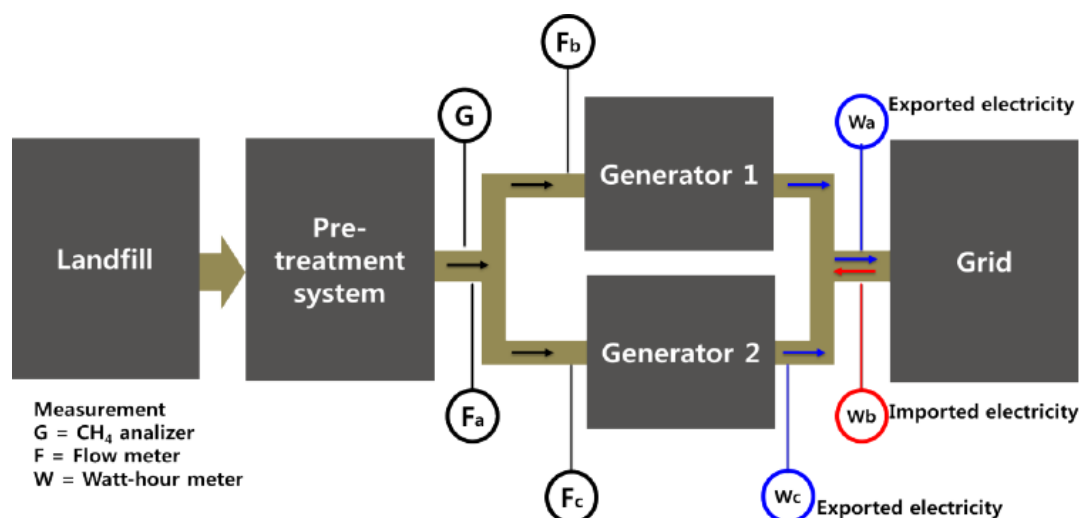 Fb
Exported electricity
G
Wa
Generator 1
Landfill
Pre-
treatment
system
Grid
Generator 2
Measurement
G = CH₄ analizer
F = Flow meter
W = Watt-hour meter
Fa
Wb
Imported electricity
Fc
Wc
Exported electricity